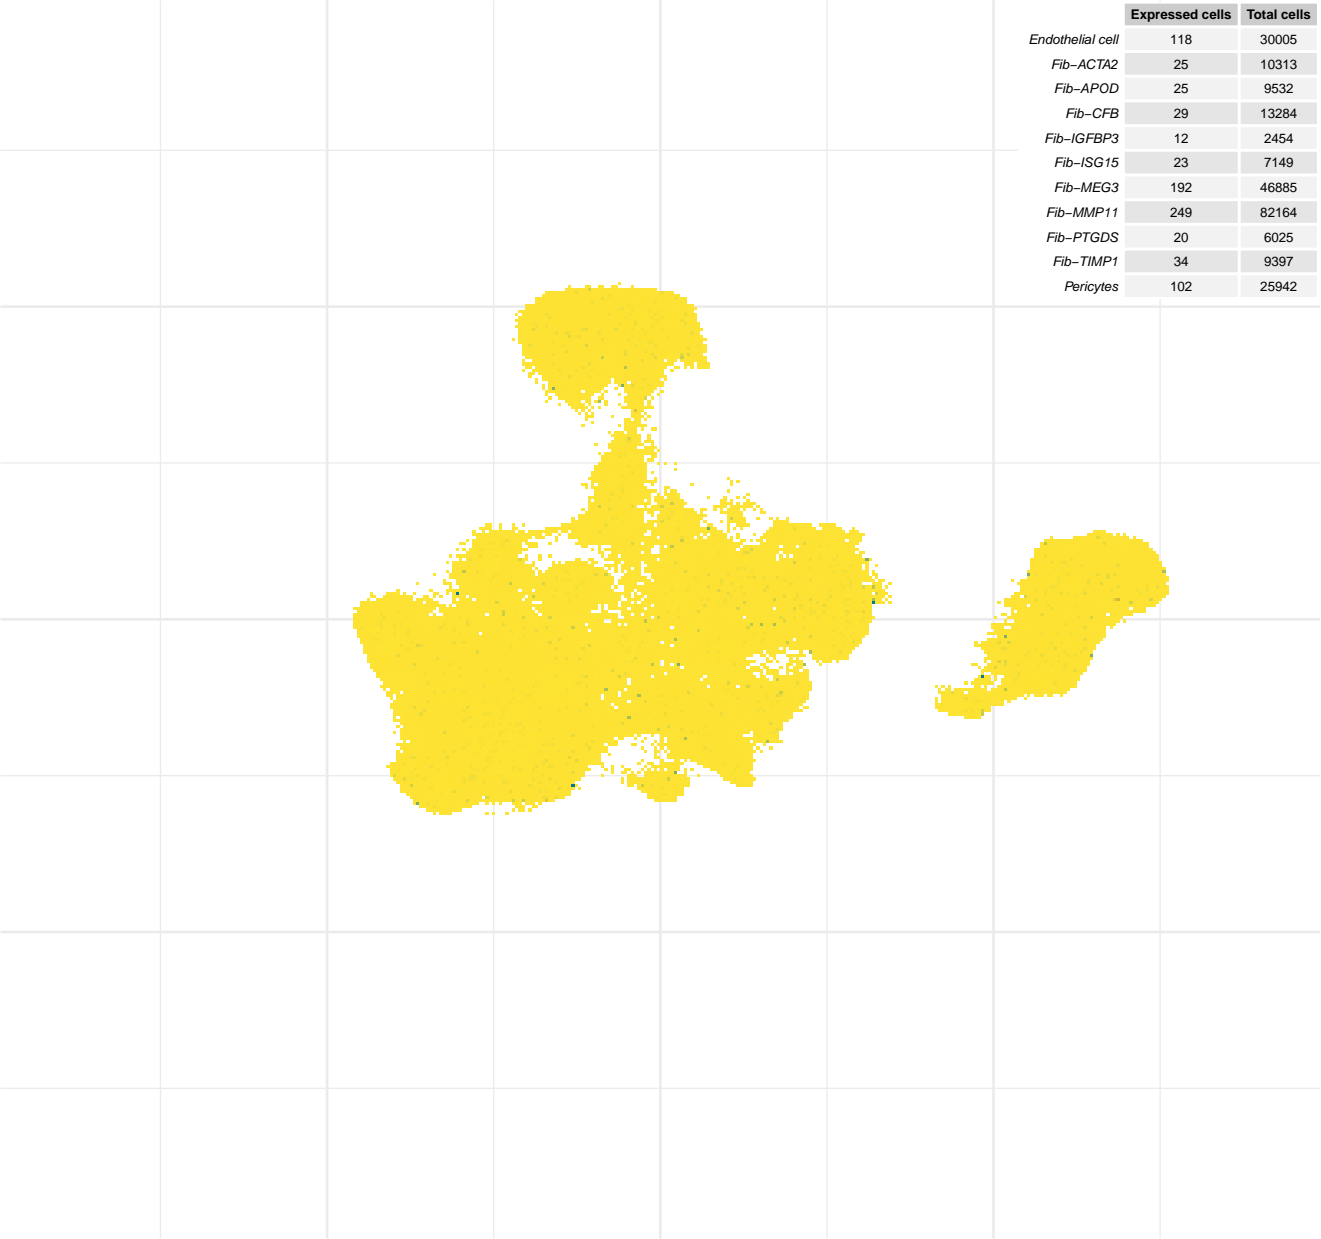 Expressed cells Total cells
Endothelial cell 118 30005
Fib−ACTA2 25 10313
Fib−APOD 25 9532
Fib−CFB 29 13284
Fib−IGFBP3 12 2454
Fib−ISG15 23 7149
Fib−MEG3 192 46885
Fib−MMP11 249 82164
Fib−PTGDS 20 6025
Fib−TIMP1 34 9397
Pericytes 102 25942